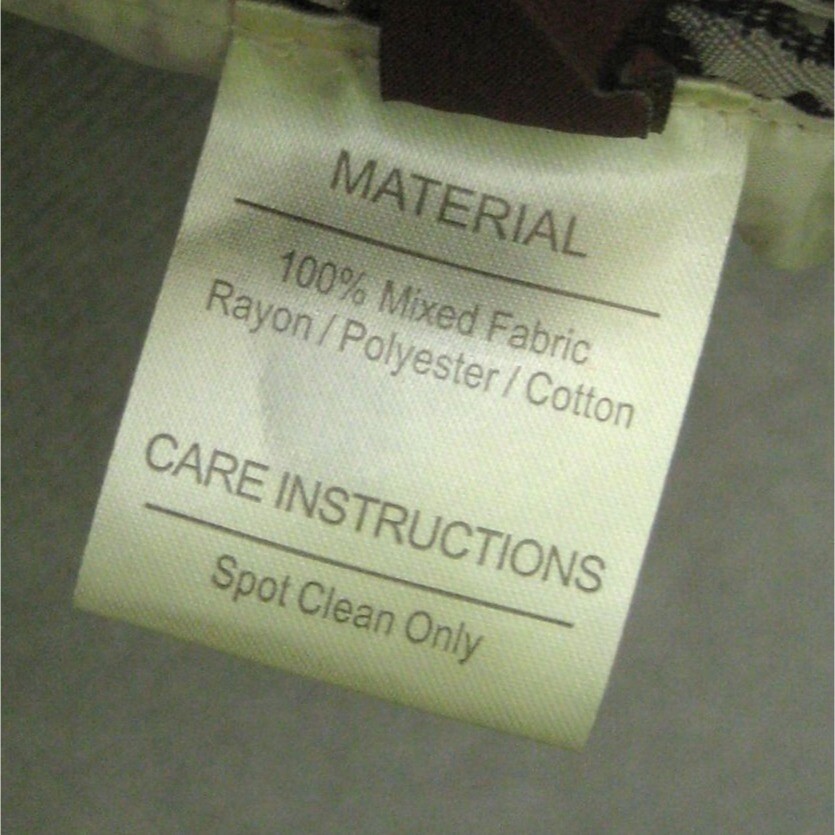 MATERIAL
100% Mixed Fabric
Rayon / Polyester / Cotton
CARE INSTRUCTIONS
Spot Clean Only